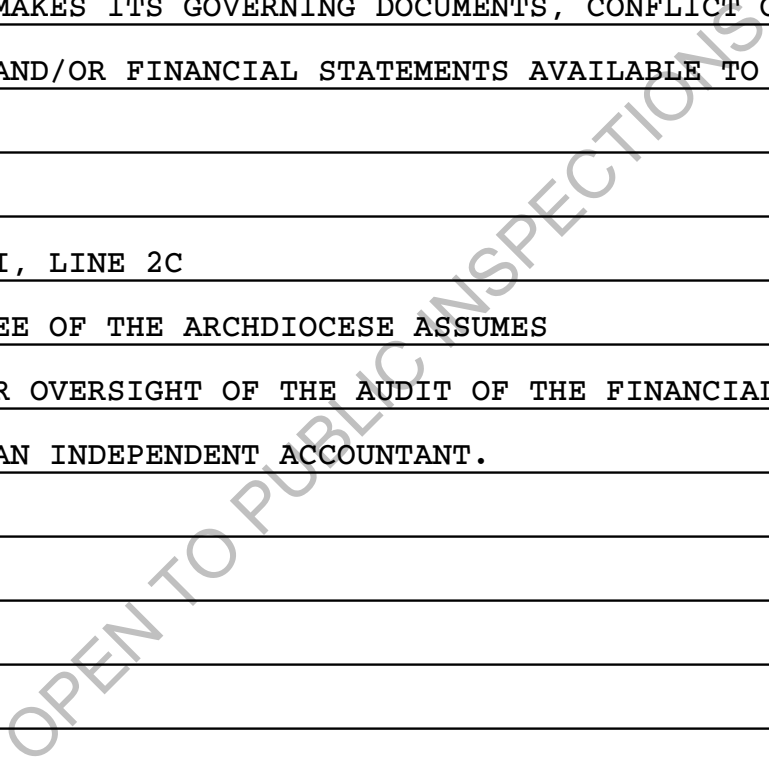 MAKES ITS GOVERNING DOCUMENTS, CONFLICT
AND/OR FINANCIAL STATEMENTS AVAILABLE TO
I, LINE 2C
EE OF THE ARCHDIOCESE ASSUMES
R OVERSIGHT OF THE AUDIT OF THE FINANCIAL
AN INDEPENDENT ACCOUNTANT.
OPEN TO PUBLIC INSPECTIONS